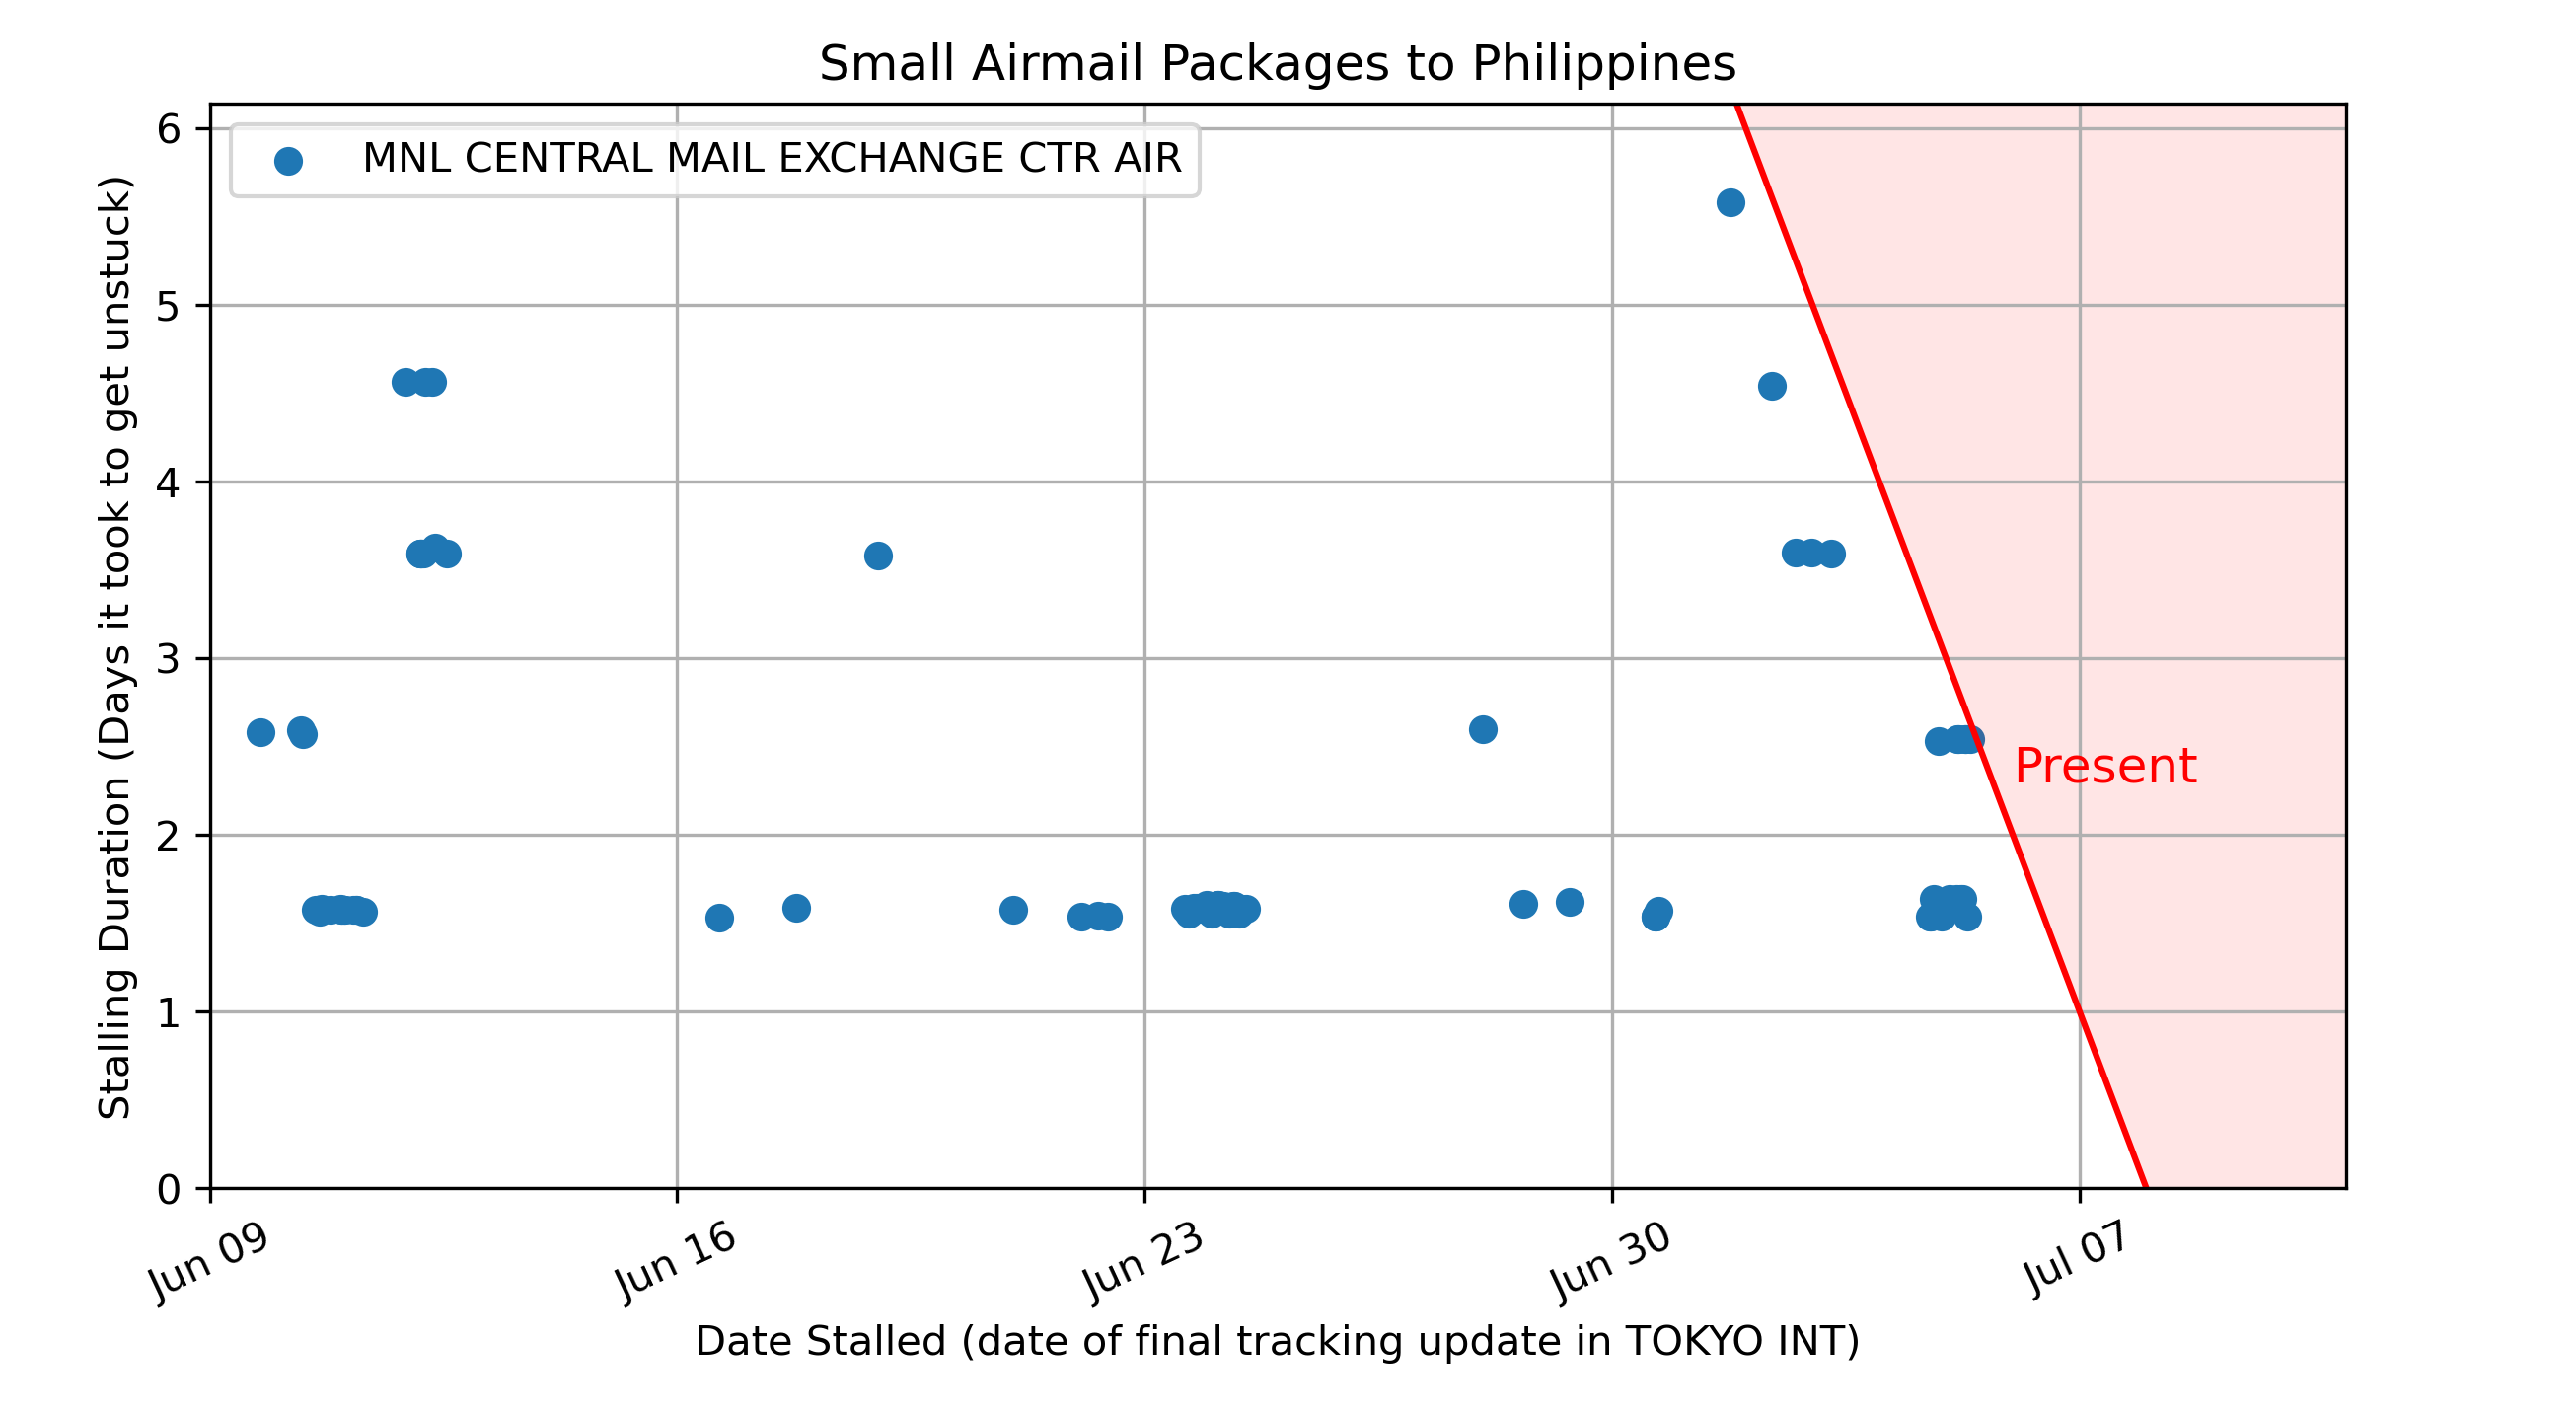 Small Airmail Packages to Philippines
MNL CENTRAL MAIL EXCHANGE CTR AIR
Stalling Duration (Days it took to get unstuck)
6
5
4
3
2
1
0
Present
Jun 09
Jun 16
Jun 23
Jun 30
Jul 07
Date Stalled (date of final tracking update in TOKYO INT)